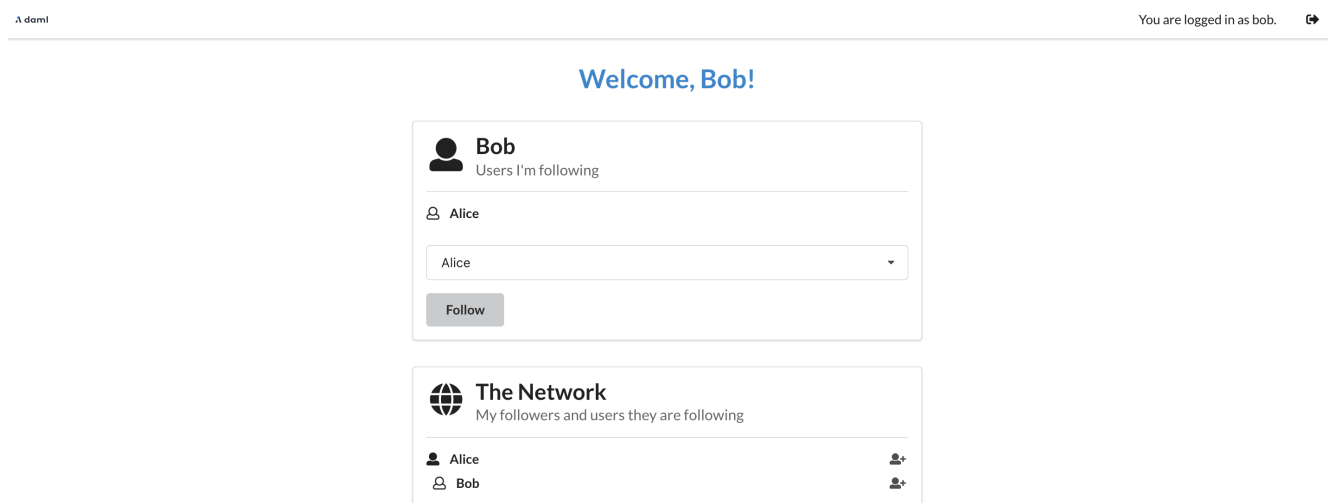 daml
You are logged in as bob.
Welcome, Bob!
Bob
Users I'm following
Alice
Alice
Follow
The Network
My followers and users they are following
Alice
Bob